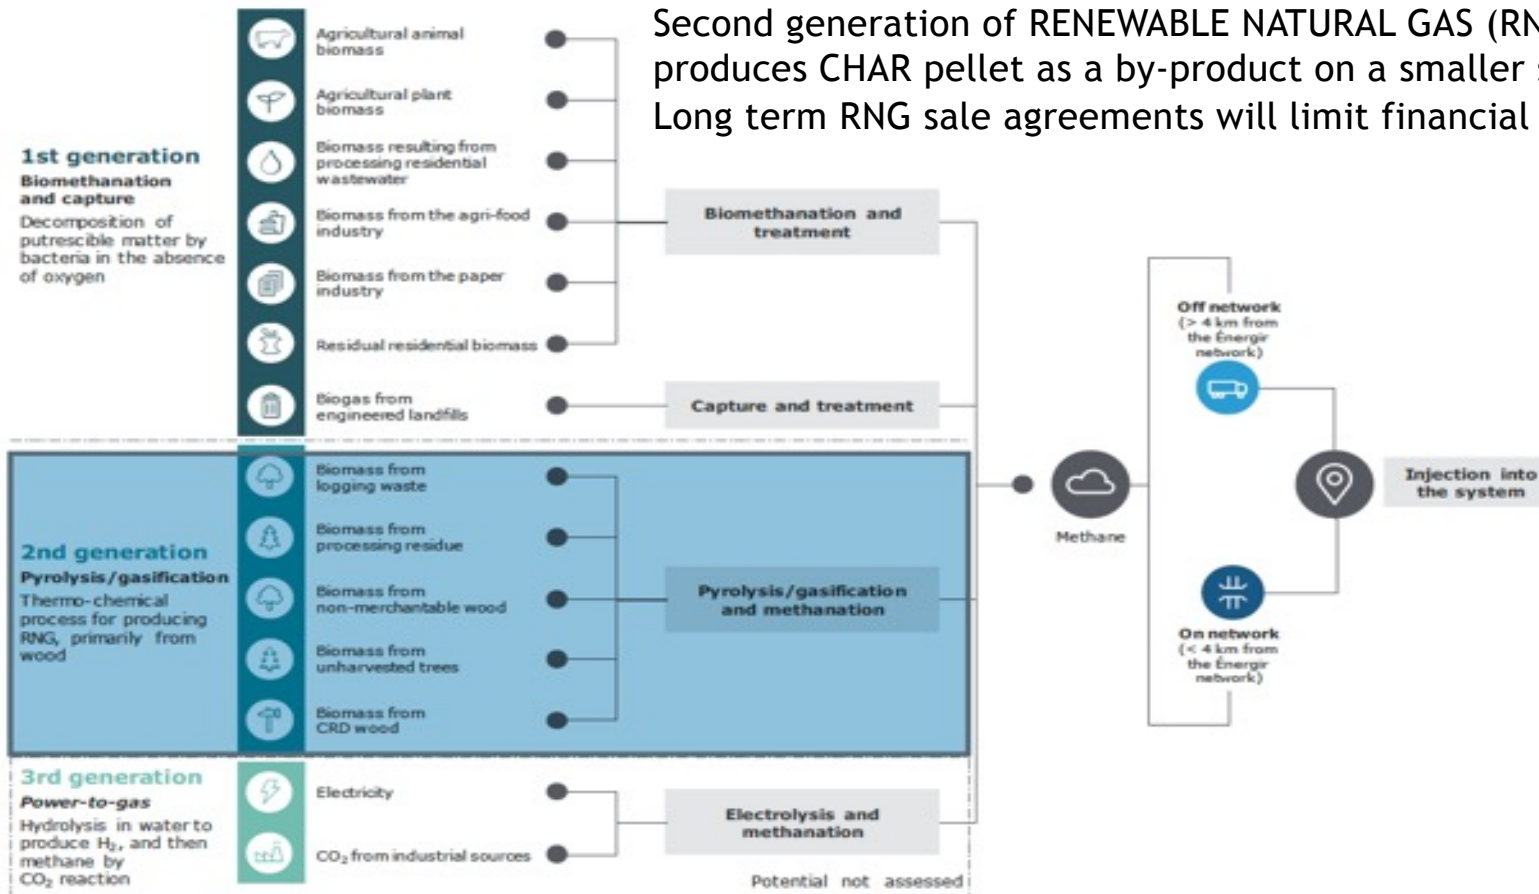 Second generation of RENEWABLE NATURAL GAS (RN
produces CHAR pellet as a by-product on a smaller s
Long term RNG sale agreements will limit financial
1st generation
Biomethanation
and capture
Decomposition of
putrescible matter by
bacteria in the absence
of oxygen
Agricultural animal
biomass
Agricultural plant
biomass
Biomass resulting from
processing residential
wastewater
Biomass from the agri-food
industry
Biomass from the paper
industry
Residual residential biomass
Biogas from
engineered landfills
Biomethanation and
treatment
Capture and treatment
2nd generation
Pyrolysis/gasification
Thermo-chemical
process for producing
RNG, primarily from
wood
Biomass from
logging waste
Biomass from
processing residue
Biomass from
non-merchantable wood
Biomass from
unharvested trees
Biomass from
CRD wood
Pyrolysis/gasification
and methanation
3rd generation
Power-to-gas
Hydrolysis in water to
produce H₂, and then
methane by
CO₂ reaction
Electricity
CO₂ from industrial sources
Electrolysis and
methanation
Potential not assessed
Methane
Off network
(> 4 km from
the Énergir
network)
On network
(< 4 km from
the Énergir
network)
Injection into
the system